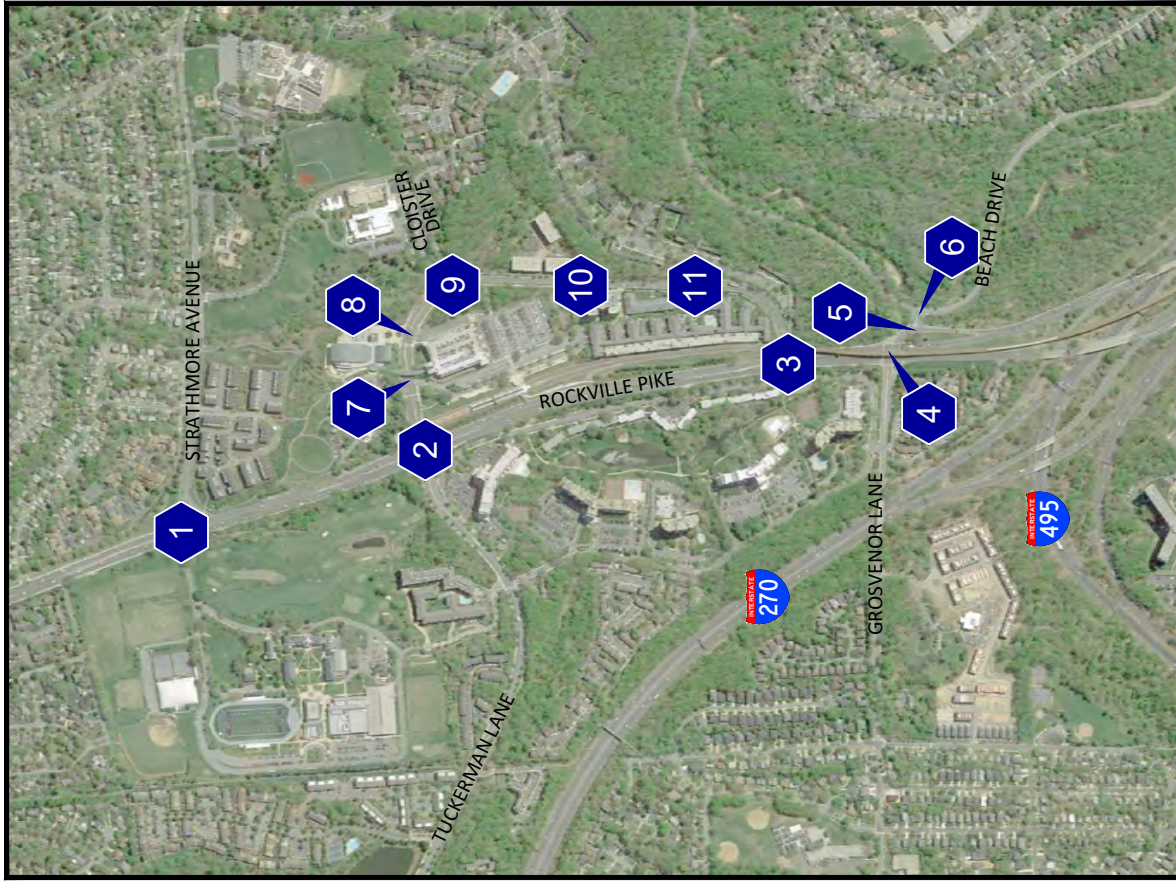 STRATHMORE AVENUE
CLOISTER
DRIVE
8
9
7
10
2
1
11
ROCKVILLE PIKE
3
5
6
BEACH DRIVE
4
GROSVENOR LANE
INTERSTATE
495
INTERSTATE
270
TUCKERMAN LANE